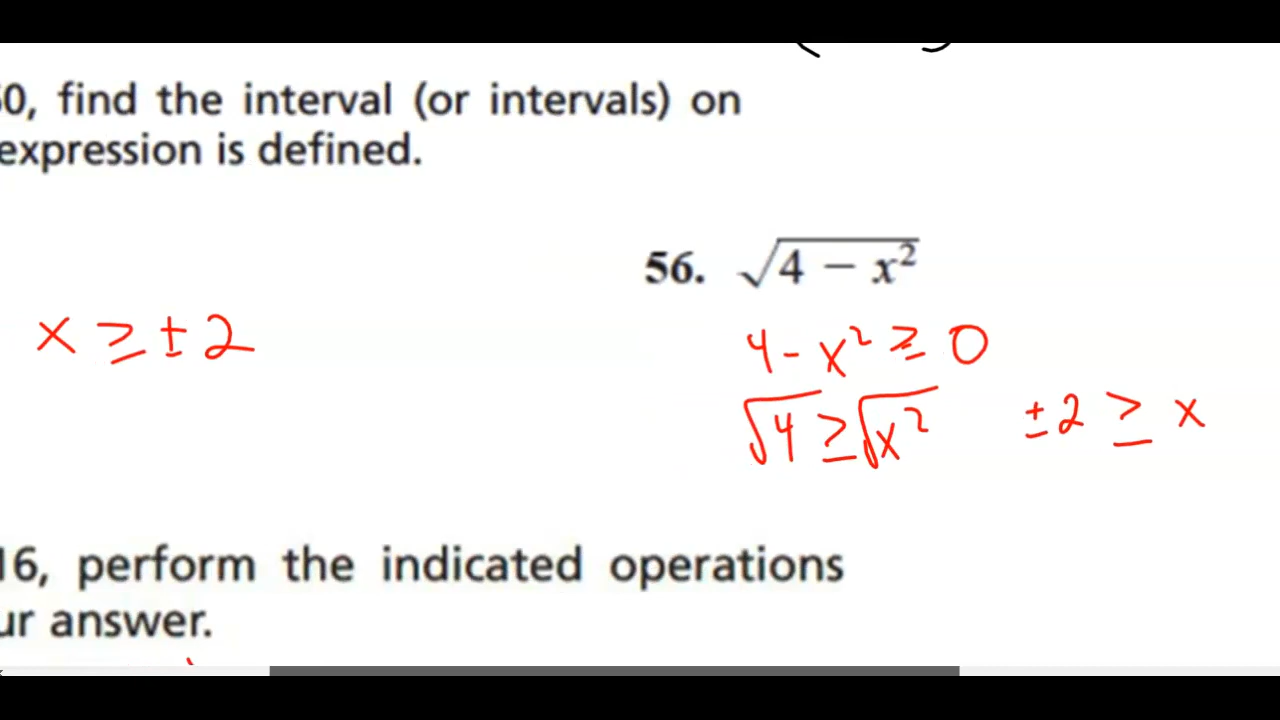 60, find the interval (or intervals) on
expression is defined.
56. √4 − x²
x ≥ ± 2
4 - x² ≥ 0
√4 ≥ √x²    ± 2 ≥ x
16, perform the indicated operations
ur answer.